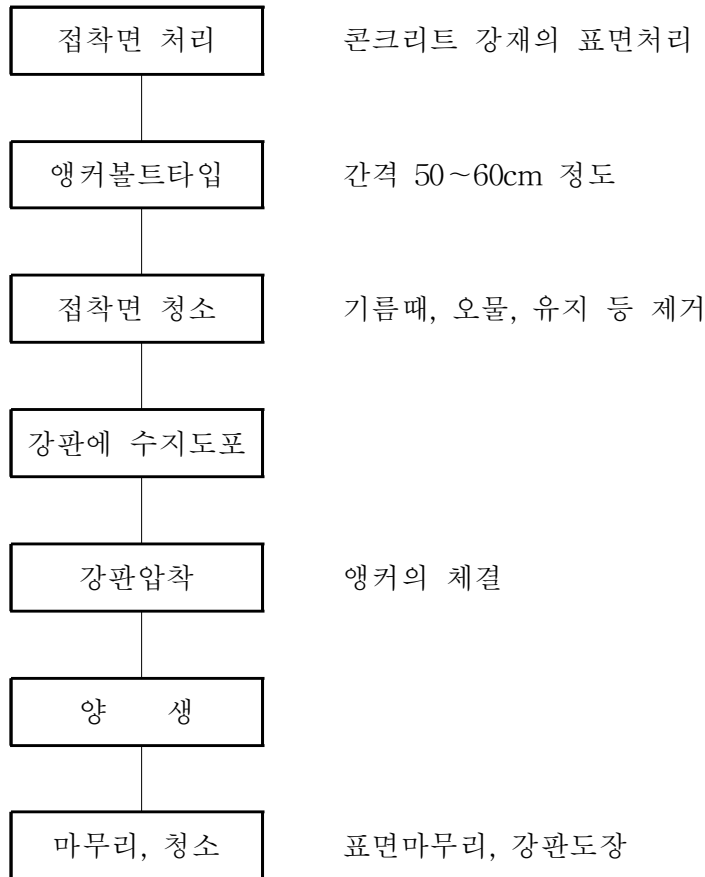 접착면 처리
콘크리트 강재의 표면처리
앵커볼트타입
간격 50~60cm 정도
접착면 청소
기름때, 오물, 유지 등 제거
강판에 수지도포
강판압착
앵커의 체결
양 생
마무리, 청소
표면마무리, 강판도장